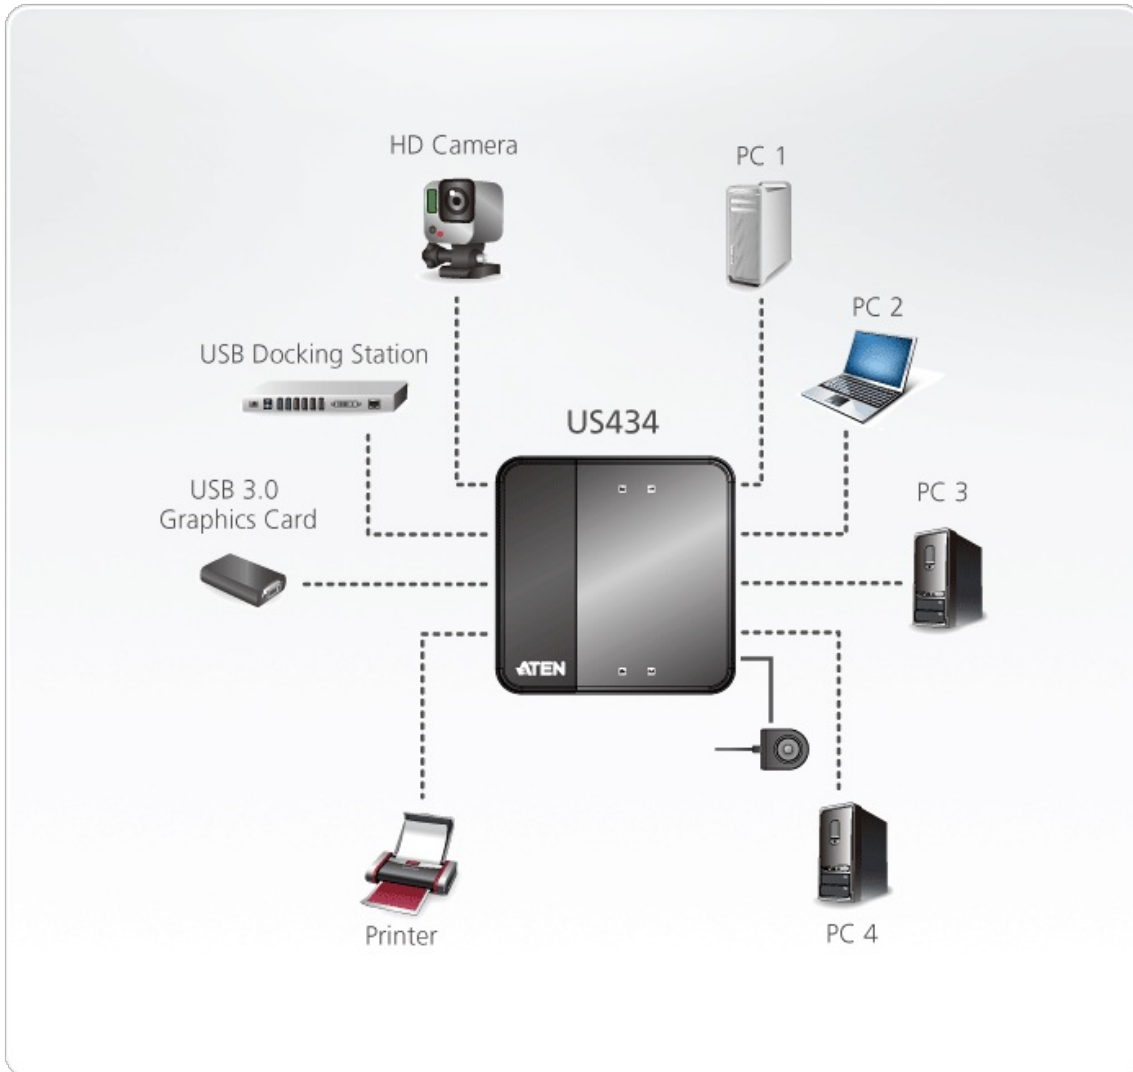 HD Camera
PC 1
PC 2
USB Docking Station
US434
USB 3.0
Graphics Card
PC 3
ATEN
Printer
PC 4